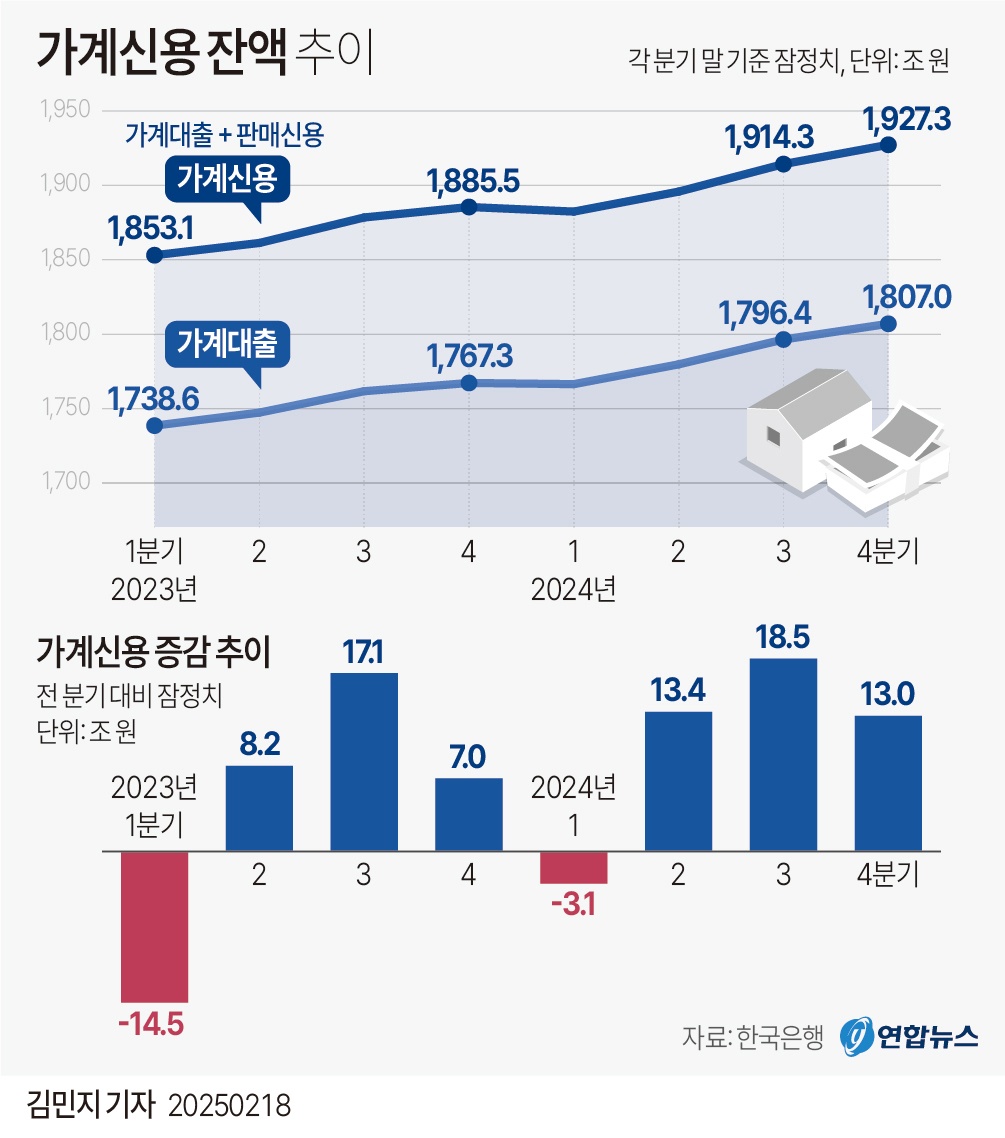 가계신용 잔액 추이
각 분기 말 기준 잠정치, 단위: 조 원
1,950
1,900
1,850
1,800
1,750
1,700
가계대출 + 판매신용
가계신용
1,853.1
1,885.5
1,914.3
1,927.3
가계대출
1,738.6
1,767.3
1,796.4
1,807.0
1분기 2 3 4 1 2 3 4분기
2023년 2024년
가계신용 증감 추이
전 분기 대비 잠정치
단위: 조 원
8.2
17.1
7.0
13.4
18.5
13.0
2023년 2024년
1분기 1
2 3 4 2 3 4분기
-3.1
-14.5
자료: 한국은행 연합뉴스
김민지 기자 20250218